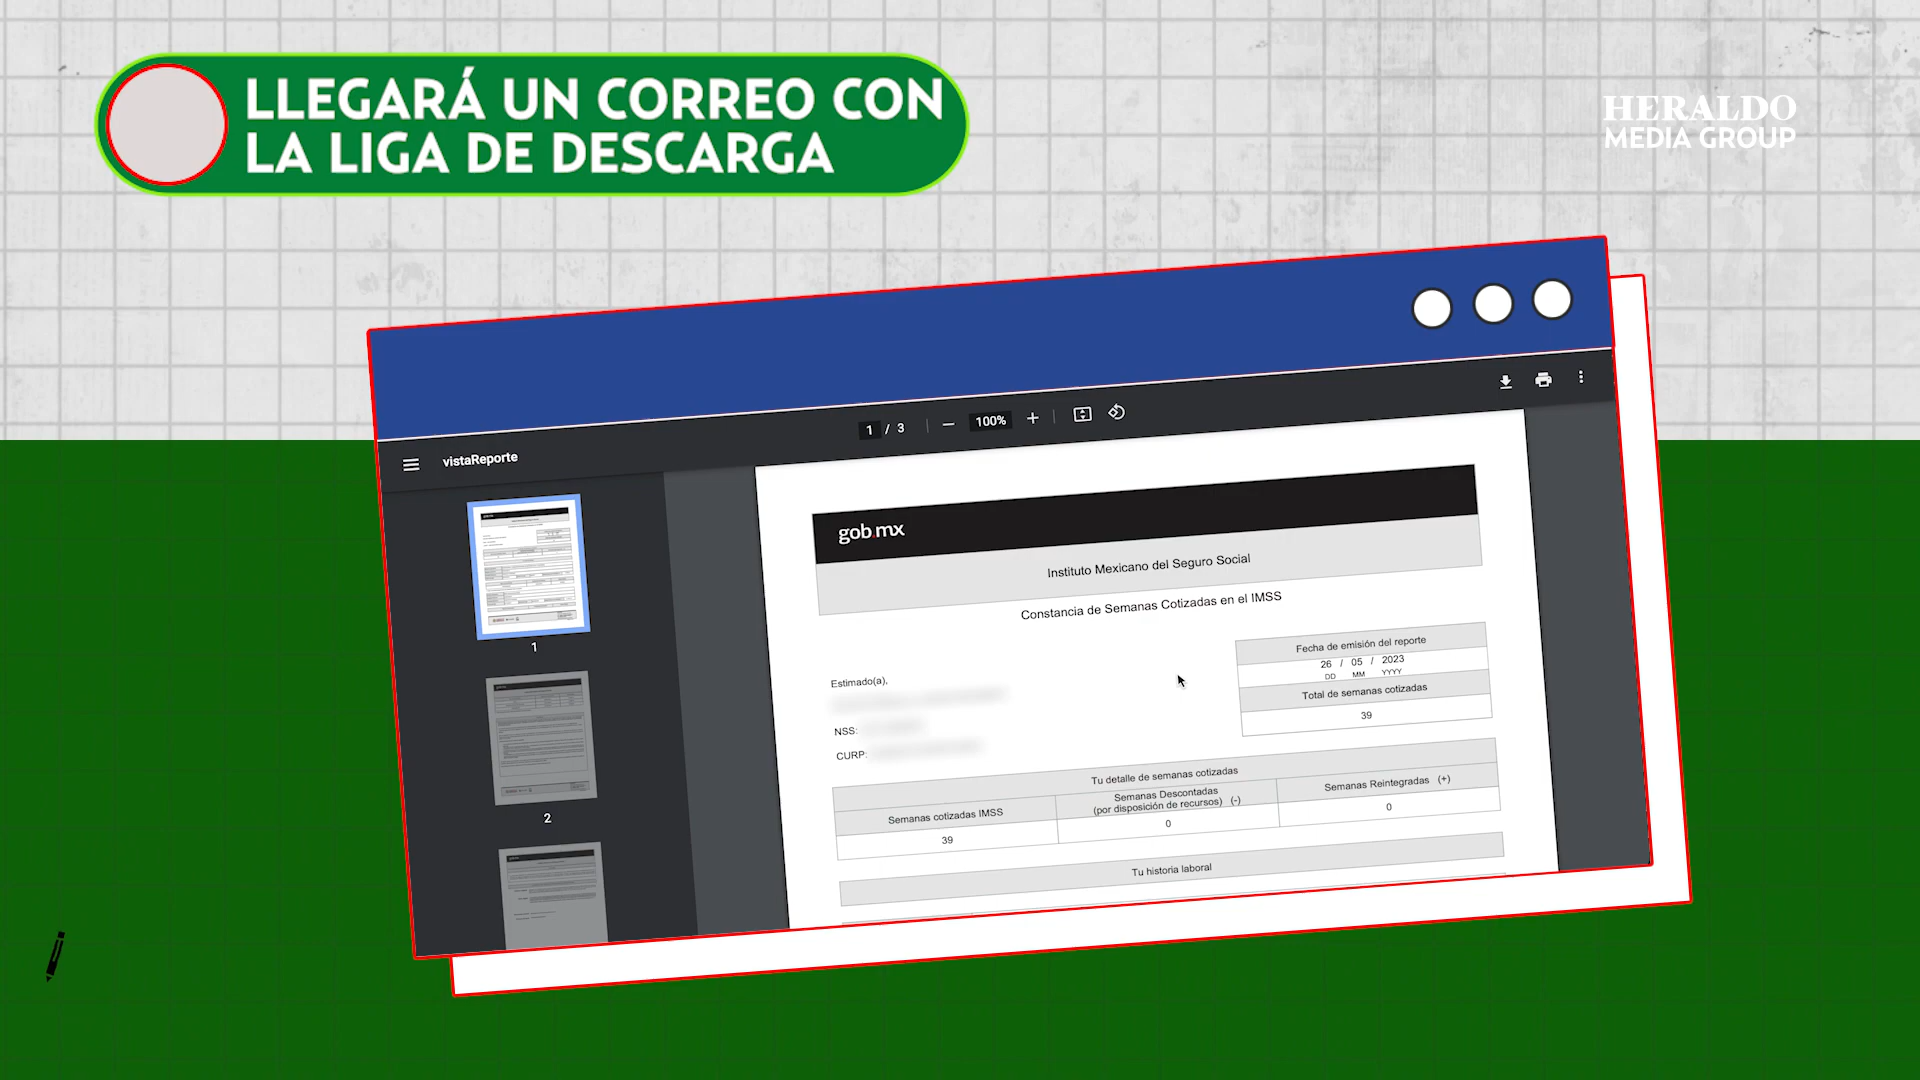 LLEGARÁ UN CORREO CON
LA LIGA DE DESCARGA
HERALDO
MEDIA GROUP
vistaReporte
1 / 3
100%
1
2
gob.mx
Instituto Mexicano del Seguro Social
Constancia de Semanas Cotizadas en el IMSS
Fecha de emisión del reporte
26 / 05 / 2023
DD MM YYYY
Total de semanas cotizadas
39
Estimado(a),
NSS:
CURP:
Tu detalle de semanas cotizadas
Semanas cotizadas IMSS
39
Semanas Descontadas
(por disposición de recursos) (-)
0
Semanas Reintegradas (+)
0
Tu historia laboral